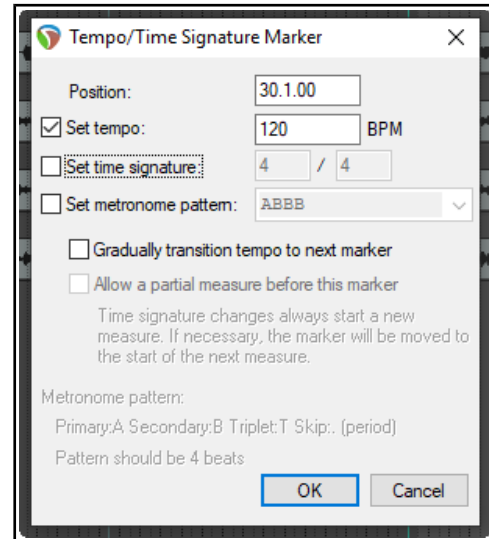 Tempo/Time Signature Marker
Position: 30.1.00
Set tempo: 120 BPM
Set time signature: 4 / 4
Set metronome pattern: ABBB
Gradually transition tempo to next marker
Allow a partial measure before this marker
Time signature changes always start a new
measure. If necessary, the marker will be moved to
the start of the next measure.
Metronome pattern:
Primary:A Secondary:B Triplet:T Skip:. (period)
Pattern should be 4 beats
OK Cancel